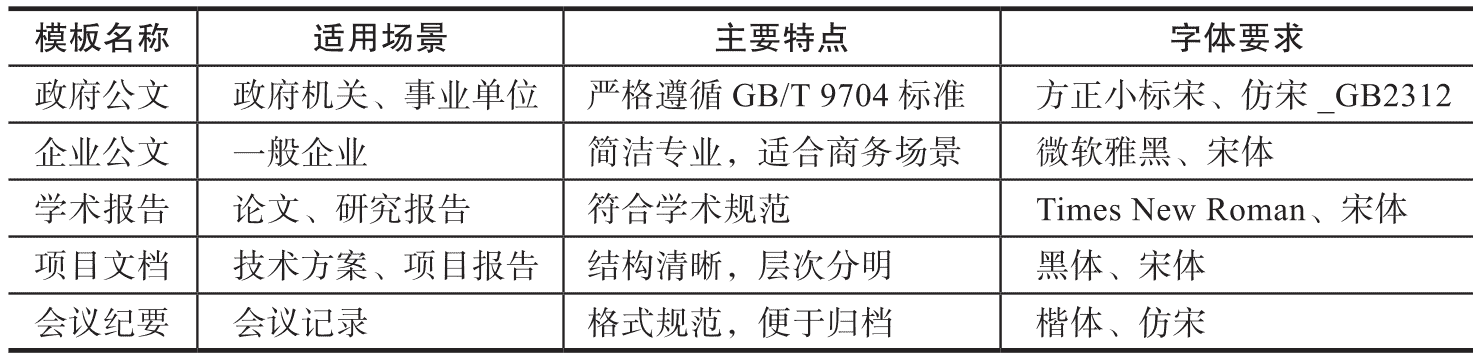 模板名称 适用场景 主要特点 字体要求
政府公文 政府机关、事业单位 严格遵循 GB/T 9704 标准 方正小标宋、仿宋 _GB2312
企业公文 一般企业 简洁专业，适合商务场景 微软雅黑、宋体
学术报告 论文、研究报告 符合学术规范 Times New Roman、宋体
项目文档 技术方案、项目报告 结构清晰，层次分明 黑体、宋体
会议纪要 会议记录 格式规范，便于归档 楷体、仿宋